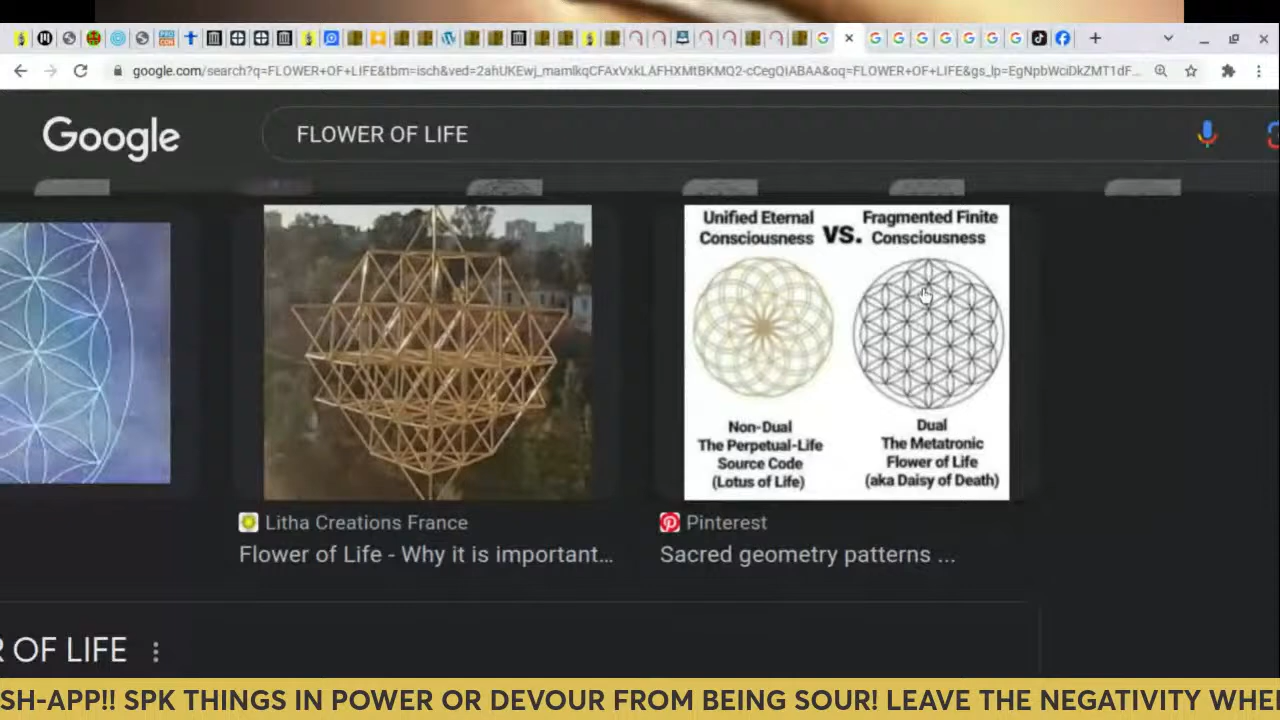 google.com/search?q=FLOWER+OF+LIFE&tbm=isch&ved=2ahUKEwj_mamlkqCFAxVxkLAFHXMtBKMQ2-cCegQIABAA&oq=FLOWER+OF+LIFE&gs_lp=EgNpbWciDkZMT1dF...
Google
FLOWER OF LIFE
Unified Eternal
Consciousness
VS.
Fragmented Finite
Consciousness
Non-Dual
The Perpetual-Life
Source Code
(Lotus of Life)
Dual
The Metatronic
Flower of Life
(aka Daisy of Death)
Litha Creations France
Flower of Life - Why it is important...
Pinterest
Sacred geometry patterns ...
R OF LIFE
SH-APP!! SPK THINGS IN POWER OR DEVOUR FROM BEING SOUR! LEAVE THE NEGATIVITY WHE